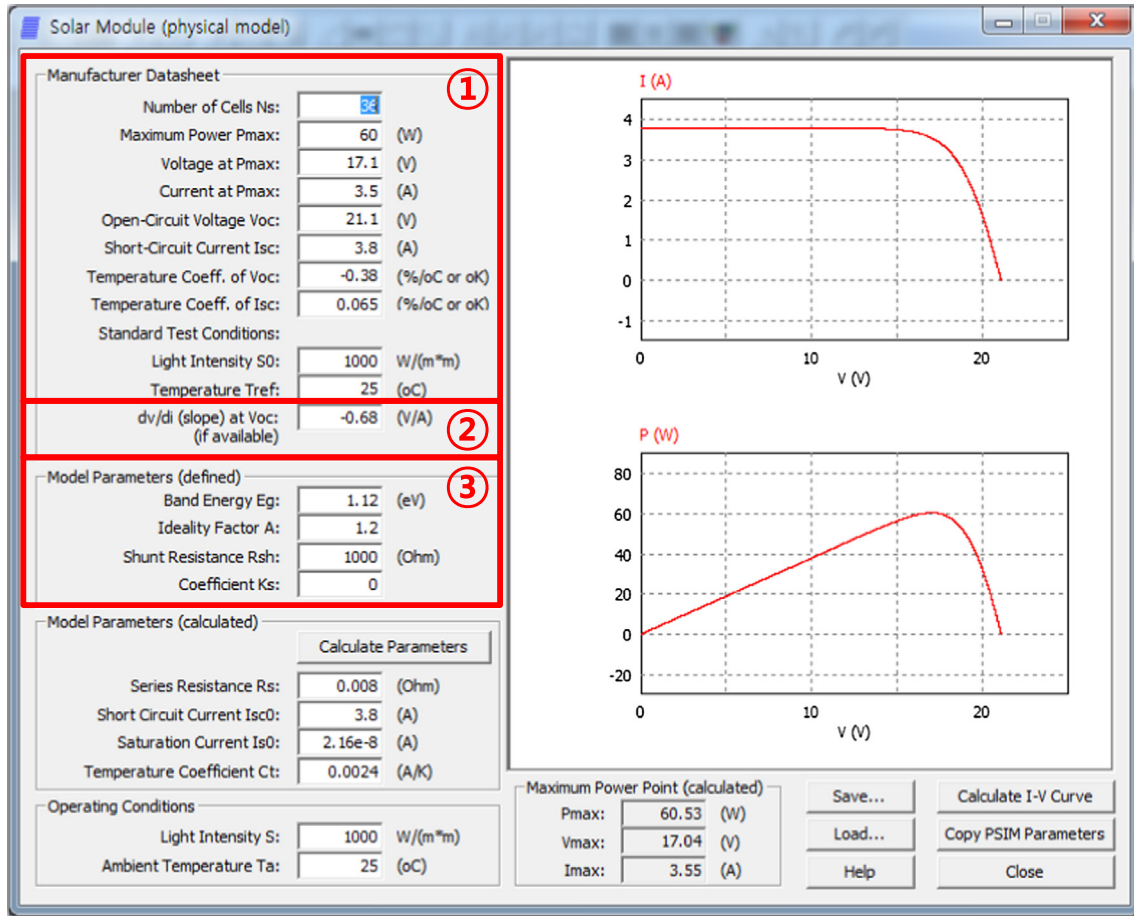 Solar Module (physical model)
Manufacturer Datasheet
①
Number of Cells Ns: 36
Maximum Power Pmax: 60 (W)
Voltage at Pmax: 17.1 (V)
Current at Pmax: 3.5 (A)
Open-Circuit Voltage Voc: 21.1 (V)
Short-Circuit Current Isc: 3.8 (A)
Temperature Coeff. of Voc: -0.38 (%/oC or oK)
Temperature Coeff. of Isc: 0.065 (%/oC or oK)
Standard Test Conditions:
Light Intensity S0: 1000 W/(m*m)
Temperature Tref: 25 (oC)
dv/di (slope) at Voc: -0.68 (V/A)
(if available)
②
Model Parameters (defined)
③
Band Energy Eg: 1.12 (eV)
Ideality Factor A: 1.2
Shunt Resistance Rsh: 1000 (Ohm)
Coefficient Ks: 0
Model Parameters (calculated)
Calculate Parameters
Series Resistance Rs: 0.008 (Ohm)
Short Circuit Current Isc0: 3.8 (A)
Saturation Current Is0: 2.16e-8 (A)
Temperature Coefficient Ct: 0.0024 (A/K)
Operating Conditions
Light Intensity S: 1000 W/(m*m)
Ambient Temperature Ta: 25 (oC)
I (A)
4
3
2
1
0
-1
0 10 20
V (V)
P (W)
80
60
40
20
0
-20
0 10 20
V (V)
Maximum Power Point (calculated)
Pmax: 60.53 (W)
Vmax: 17.04 (V)
Imax: 3.55 (A)
Save... Calculate I-V Curve
Load... Copy PSIM Parameters
Help Close